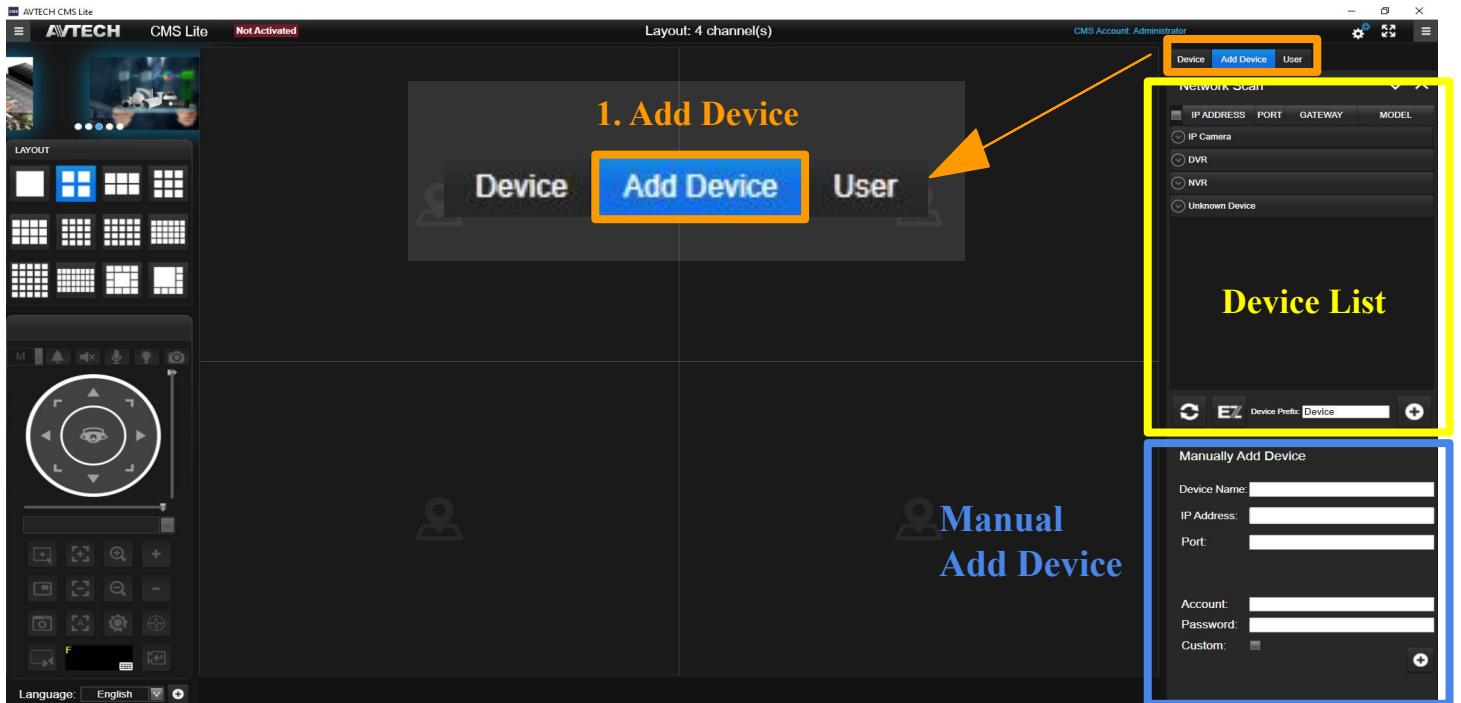 CMS AVTECH CMS Lite
AVTECH CMS Lite Not Activated Layout: 4 channel(s) CMS Account: Administrator
Device Add Device User
Network Scan
1. Add Device
Device Add Device User
IP ADDRESS PORT GATEWAY MODEL
IP Camera
DVR
NVR
Unknown Device
Device List
EZ Device Prefix: Device
LAYOUT
M
F
Language: English
Manual
Add Device
Manually Add Device
Device Name:
IP Address:
Port:
Account:
Password:
Custom: